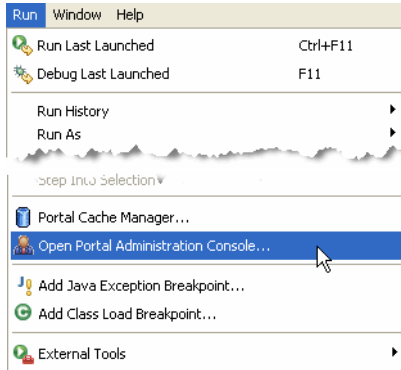 Run Window Help
Run Last Launched Ctrl+F11
Debug Last Launched F11
Run History
Run As
Step Into Selection
Portal Cache Manager...
Open Portal Administration Console...
Add Java Exception Breakpoint...
Add Class Load Breakpoint...
External Tools